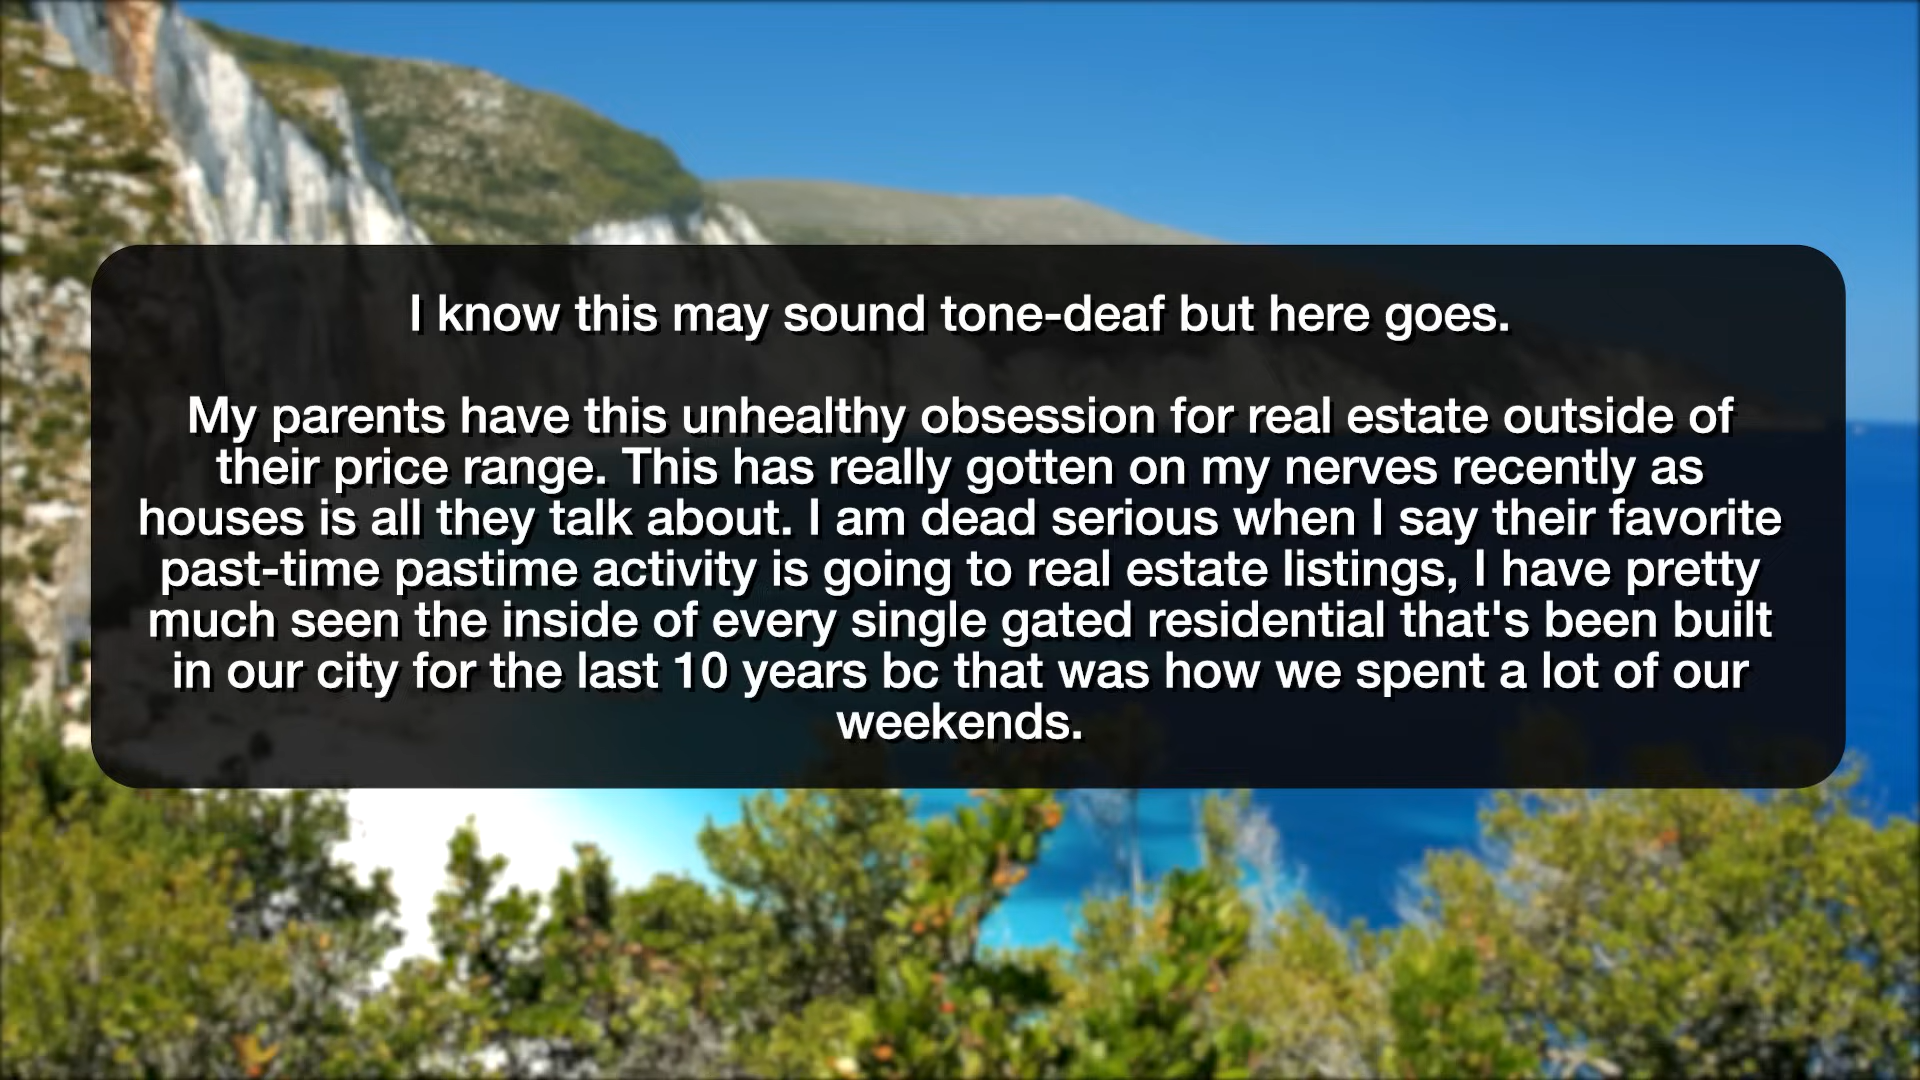 I know this may sound tone-deaf but here goes.
My parents have this unhealthy obsession for real estate outside of
their price range. This has really gotten on my nerves recently as
houses is all they talk about. I am dead serious when I say their favorite
past-time pastime activity is going to real estate listings, I have pretty
much seen the inside of every single gated residential that's been built
in our city for the last 10 years bc that was how we spent a lot of our
weekends.